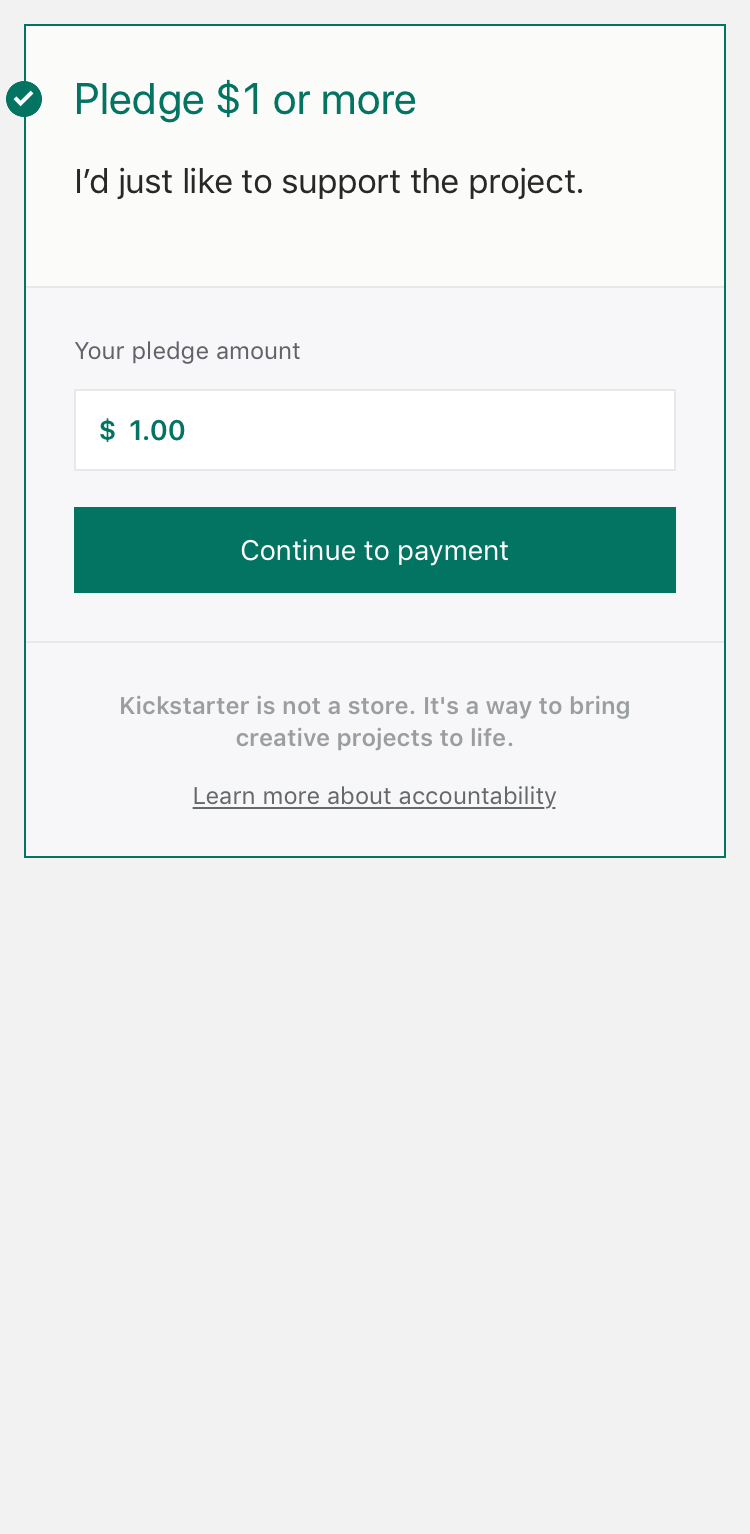 Pledge $1 or more
I’d just like to support the project.
Your pledge amount
$ 1.00
Continue to payment
Kickstarter is not a store. It's a way to bring
creative projects to life.
Learn more about accountability